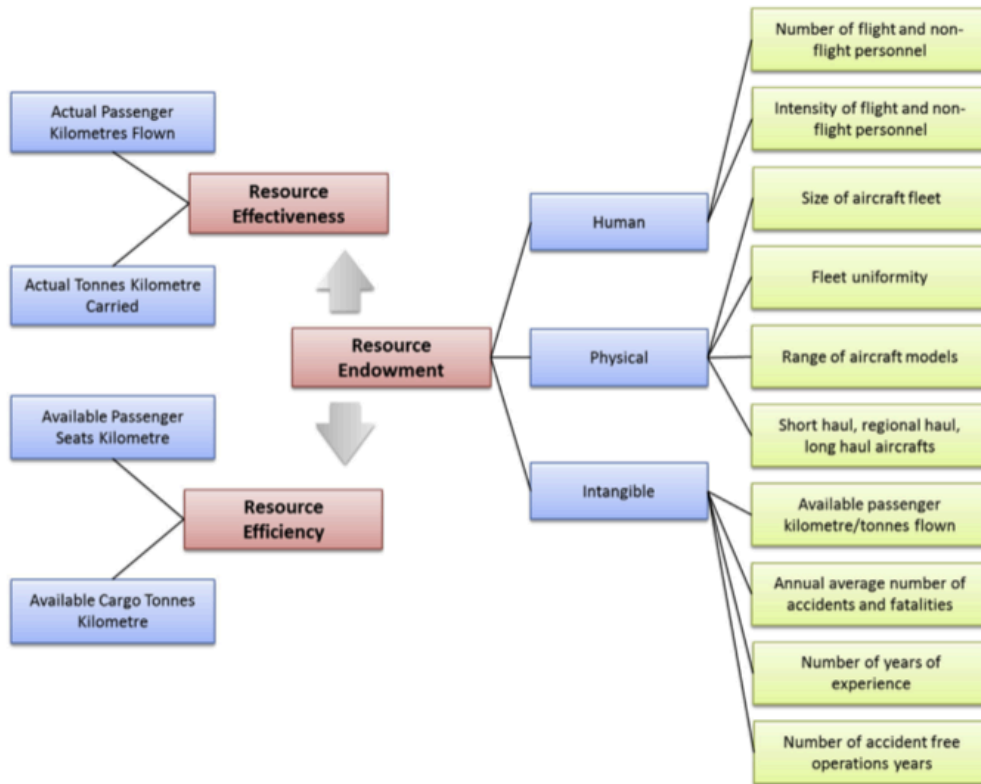 Actual Passenger
Kilometres Flown
Resource
Effectiveness
Actual Tonnes Kilometre
Carried
Resource
Endowment
Available Passenger
Seats Kilometre
Resource
Efficiency
Available Cargo Tonnes
Kilometre
Human
Physical
Intangible
Number of flight and non-
flight personnel
Intensity of flight and non-
flight personnel
Size of aircraft fleet
Fleet uniformity
Range of aircraft models
Short haul, regional haul,
long haul aircrafts
Available passenger
kilometre/tonnes flown
Annual average number of
accidents and fatalities
Number of years of
experience
Number of accident free
operations years